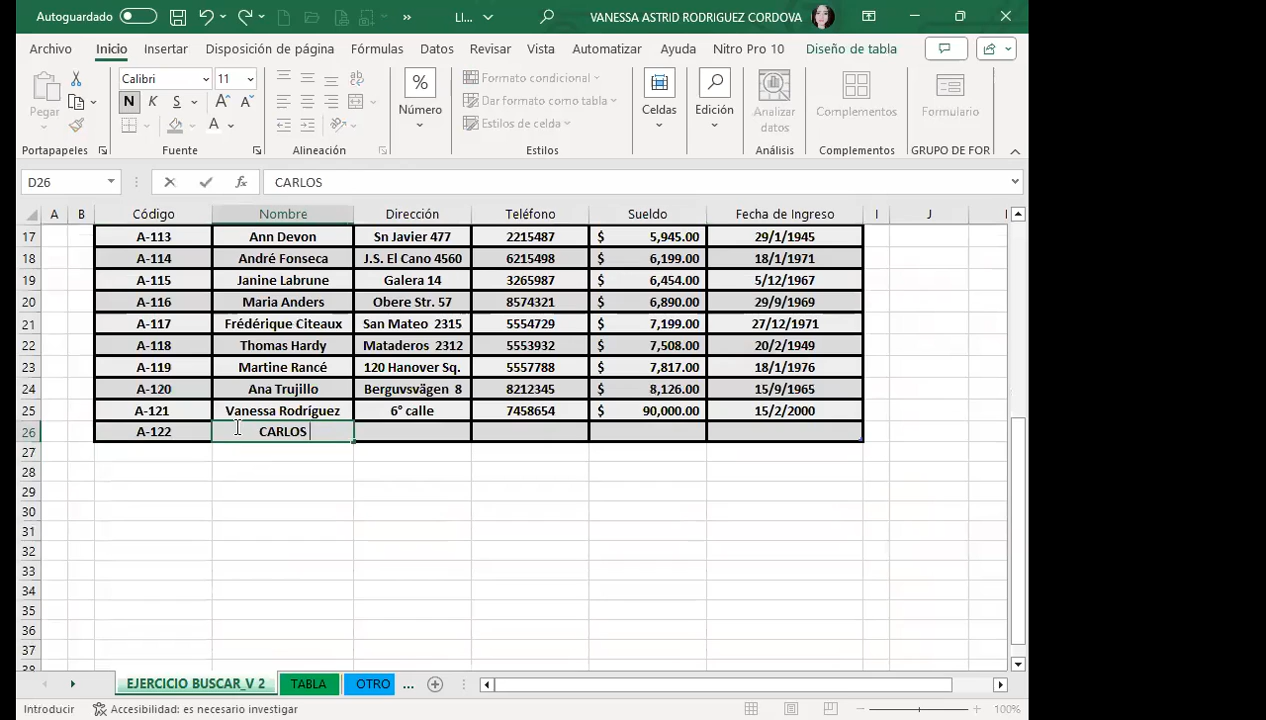 Autoguardado
LI...
VANESSA ASTRID RODRIGUEZ CORDOVA
Archivo Inicio Insertar Disposición de página Fórmulas Datos Revisar Vista Automatizar Ayuda Nitro Pro 10 Diseño de tabla
Pegar
Calibri 11
N K S
Número
Formato condicional
Dar formato como tabla
Estilos de celda
Celdas
Edición
Analizar datos
Complementos
Formulario
Portapapeles Fuente Alineación Estilos Análisis Complementos GRUPO DE FOR
D26 fx CARLOS
A B Código Nombre Dirección Teléfono Sueldo Fecha de Ingreso I J
17 A-113 Ann Devon Sn Javier 477 2215487 $ 5,945.00 29/1/1945
18 A-114 André Fonseca J.S. El Cano 4560 6215498 $ 6,199.00 18/1/1971
19 A-115 Janine Labrune Galera 14 3265987 $ 6,454.00 5/12/1967
20 A-116 Maria Anders Obere Str. 57 8574321 $ 6,890.00 29/9/1969
21 A-117 Frédérique Citeaux San Mateo 2315 5554729 $ 7,199.00 27/12/1971
22 A-118 Thomas Hardy Mataderos 2312 5553932 $ 7,508.00 20/2/1949
23 A-119 Martine Rancé 120 Hanover Sq. 5557788 $ 7,817.00 18/1/1976
24 A-120 Ana Trujillo Berguvsvägen 8 8212345 $ 8,126.00 15/9/1965
25 A-121 Vanessa Rodríguez 6° calle 7458654 $ 90,000.00 15/2/2000
26 A-122 CARLOS
27
28
29
30
31
32
33
34
35
36
37
38
EJERCICIO BUSCAR_V 2 TABLA OTRO ...
Introducir Accesibilidad: es necesario investigar 100%